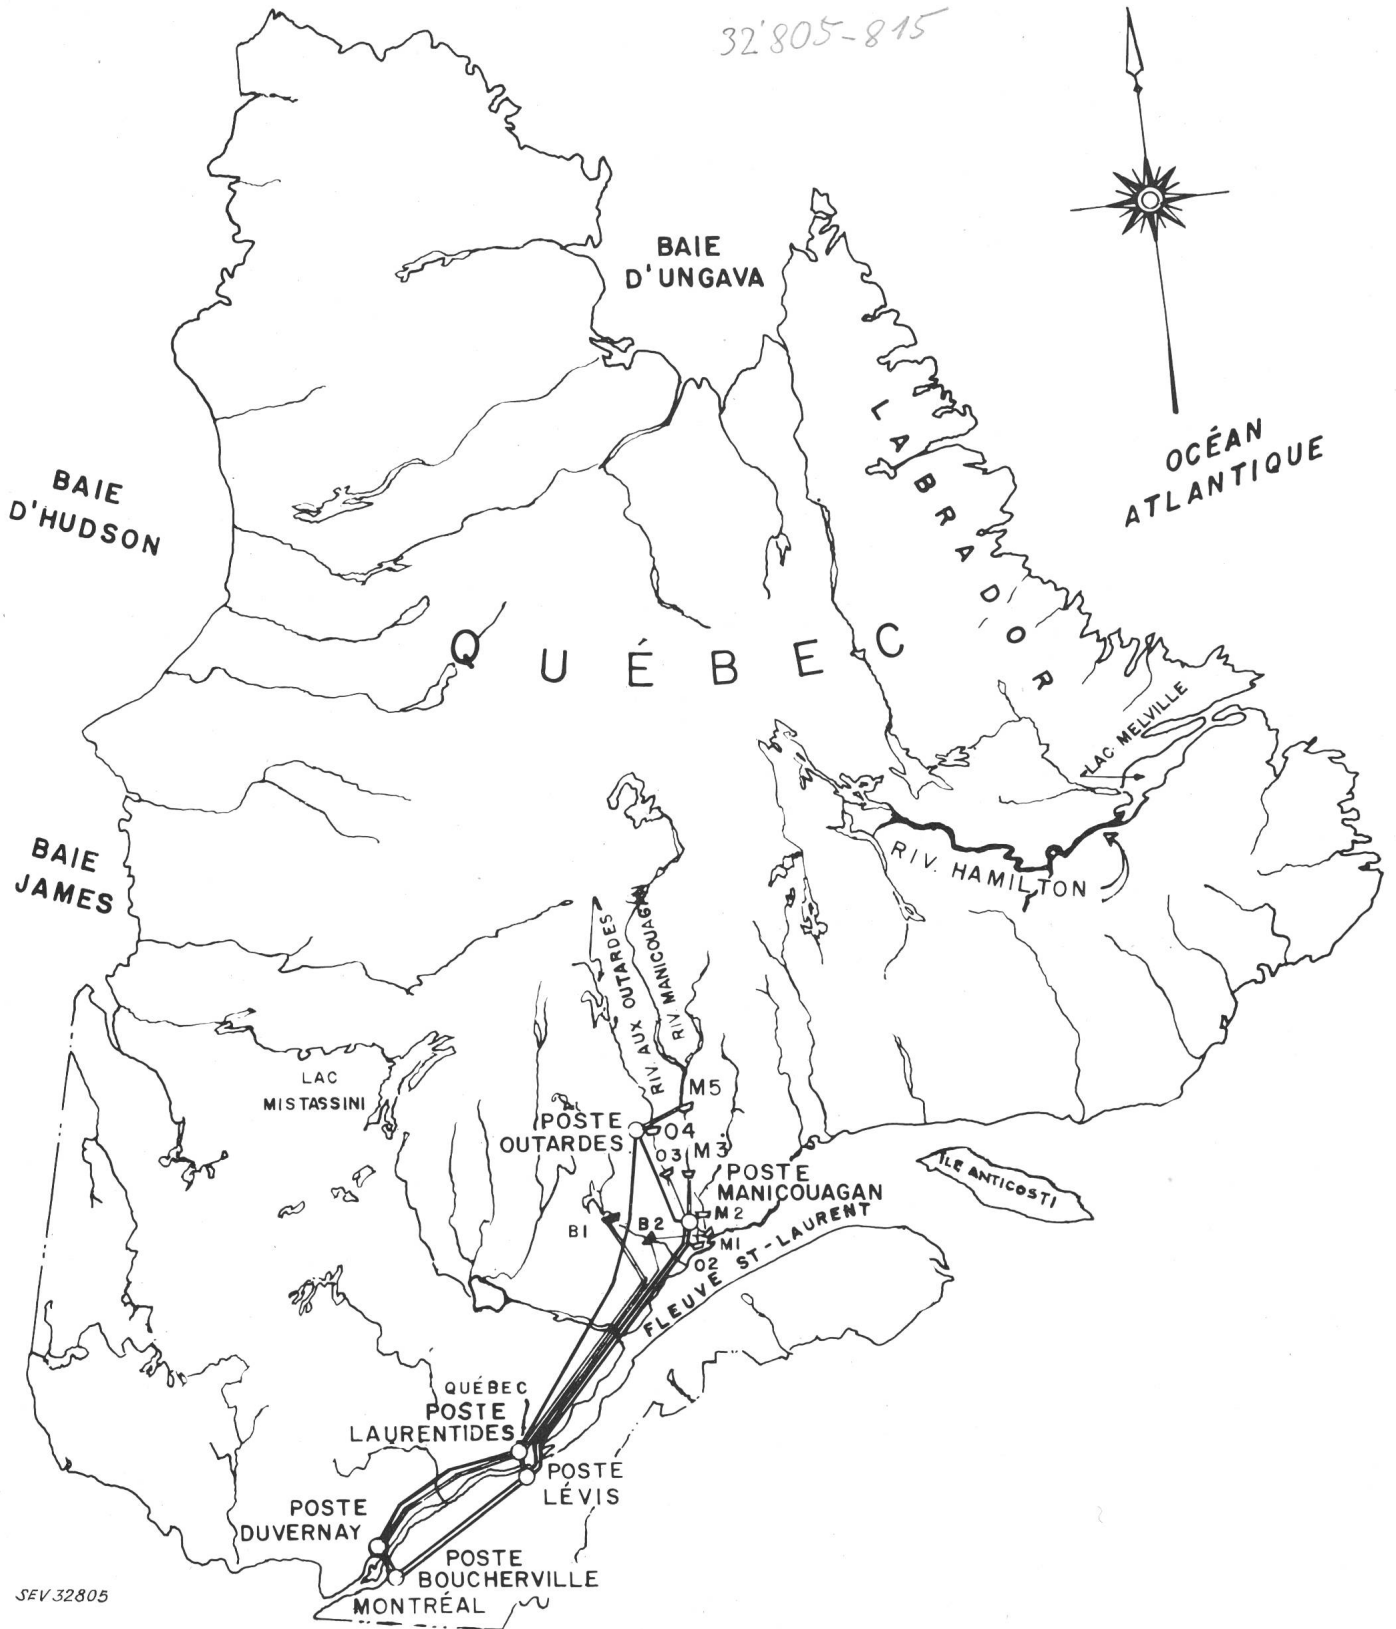 32'805-815
BAIE
D'UNGAVA
LABRADOR
OCÉAN
ATLANTIQUE
BAIE
D'HUDSON
QUÉBEC
LAC MELVILLE
RIV. HAMILTON
BAIE
JAMES
RIV. AUX OUTARDES
RIV MANICOUAGAN
LAC
MISTASSINI
M5
POSTE
OUTARDES
O4
O3
M3
POSTE
MANICOUAGAN
ÎLE ANTICOSTI
M2
B1
B2
M1
O2
FLEUVE ST-LAURENT
QUÉBEC
POSTE
LAURENTIDES
POSTE
LÉVIS
POSTE
DUVERNAY
POSTE
BOUCHERVILLE
MONTRÉAL
SEV 32805